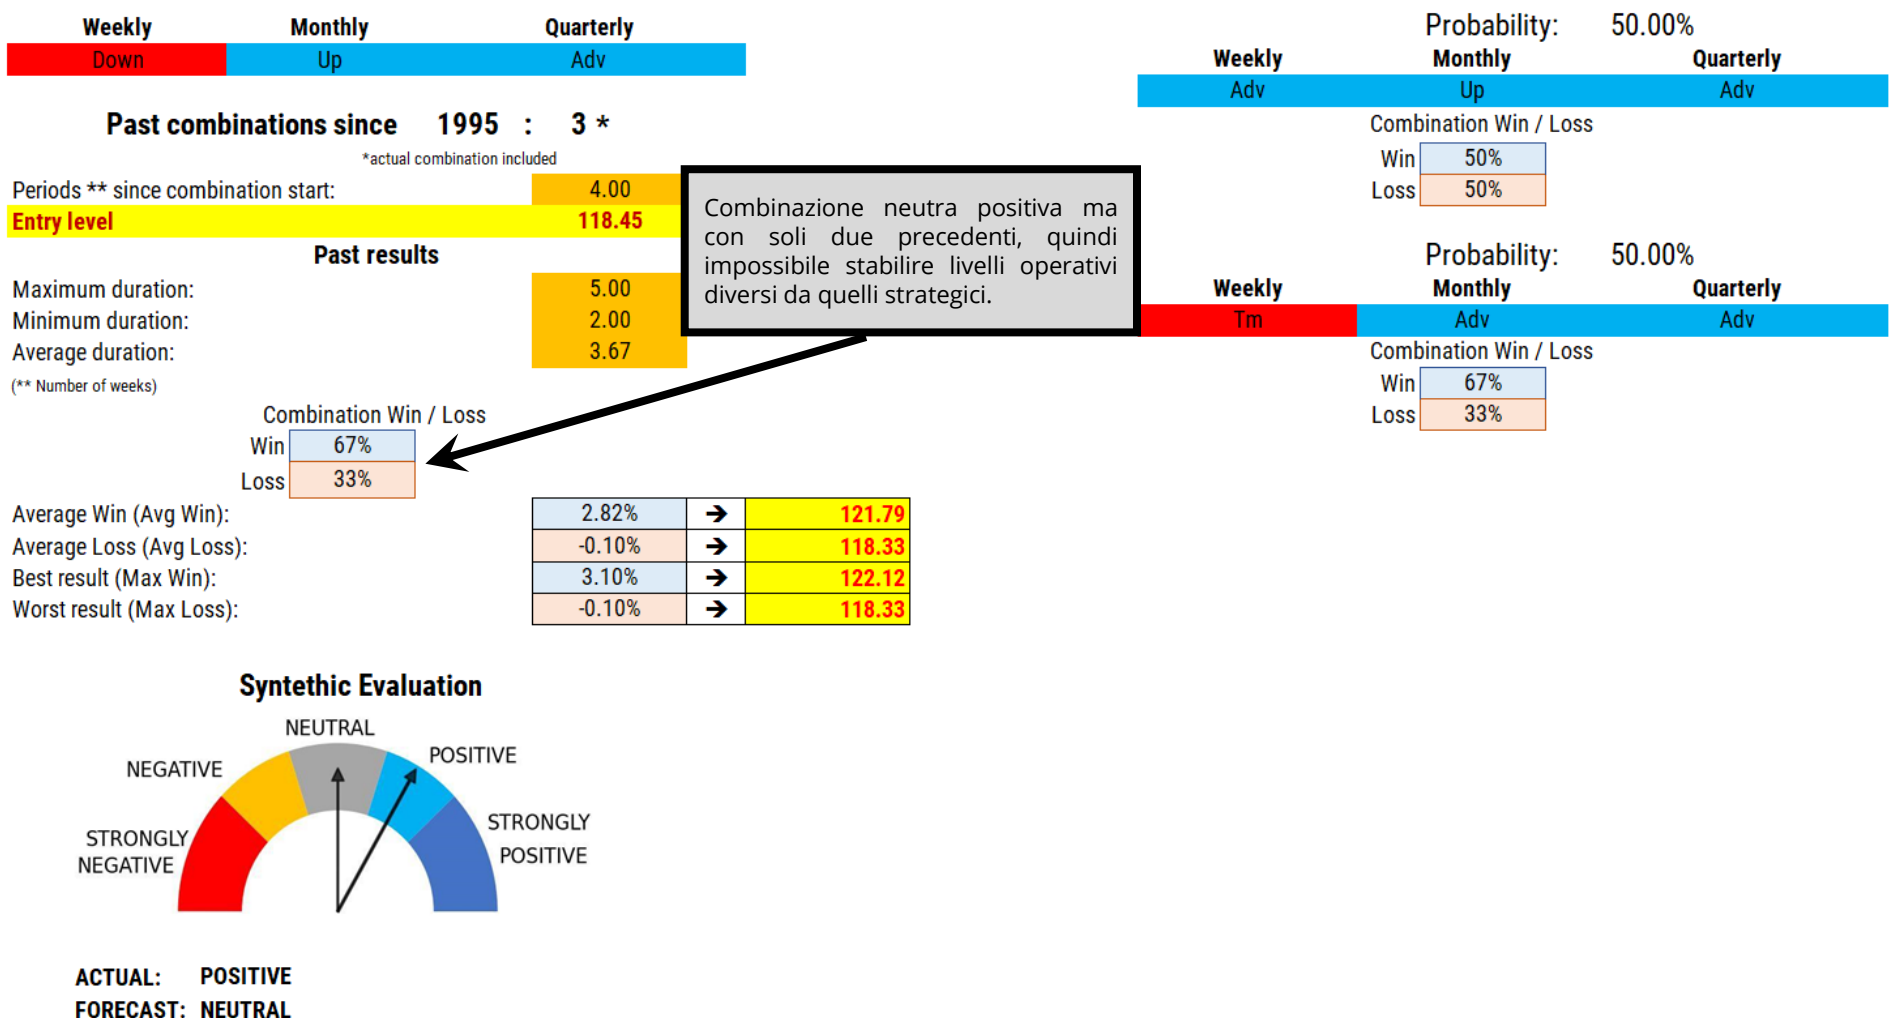 Weekly Monthly Quarterly
Down Up Adv
Past combinations since 1995 : 3 *
*actual combination included
Periods ** since combination start: 4.00
Entry level 118.45
Past results
Maximum duration: 5.00
Minimum duration: 2.00
Average duration: 3.67
(** Number of weeks)
Combination Win / Loss
Win 67%
Loss 33%
Average Win (Avg Win): 2.82% ➔ 121.79
Average Loss (Avg Loss): -0.10% ➔ 118.33
Best result (Max Win): 3.10% ➔ 122.12
Worst result (Max Loss): -0.10% ➔ 118.33
Combinazione neutra positiva ma
con soli due precedenti, quindi
impossibile stabilire livelli operativi
diversi da quelli strategici.
Probability: 50.00%
Weekly Monthly Quarterly
Adv Up Adv
Combination Win / Loss
Win 50%
Loss 50%
Probability: 50.00%
Weekly Monthly Quarterly
Tm Adv Adv
Combination Win / Loss
Win 67%
Loss 33%
Syntethic Evaluation
NEUTRAL
NEGATIVE
POSITIVE
STRONGLY
NEGATIVE
STRONGLY
POSITIVE
ACTUAL: POSITIVE
FORECAST: NEUTRAL